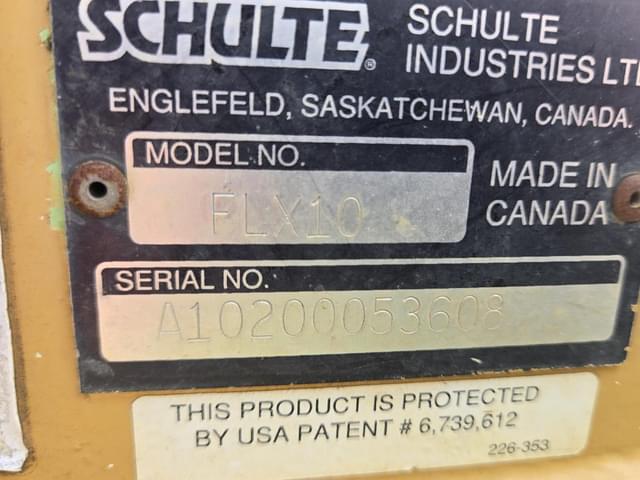 SCHULTE®
SCHULTE
INDUSTRIES LT
ENGLEFELD, SASKATCHEWAN, CANADA.
MODEL NO.
FLX10
MADE IN
CANADA
SERIAL NO.
A10200053608
THIS PRODUCT IS PROTECTED
BY USA PATENT # 6,739,612
226-353